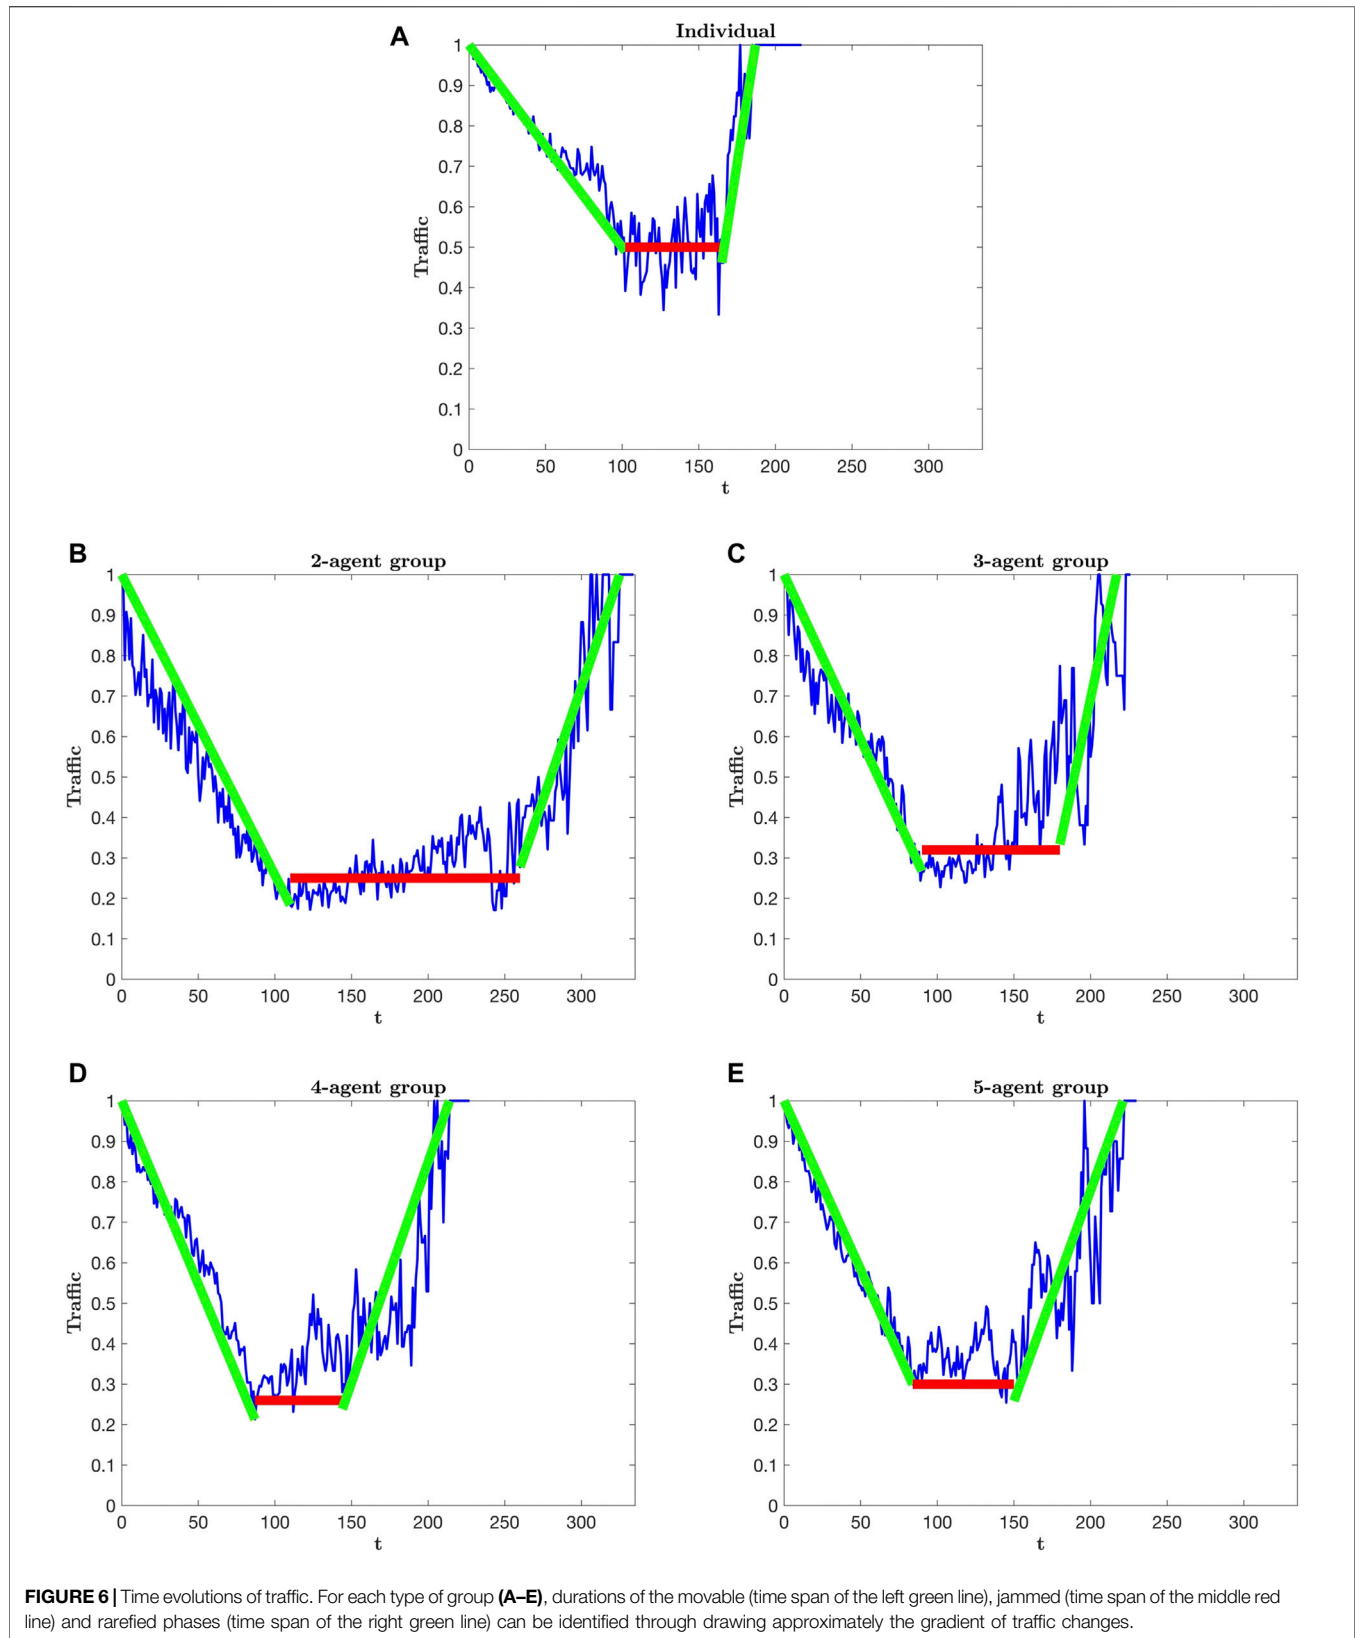 A
Individual
1
0.9
0.8
0.7
0.6
0.5
0.4
0.3
0.2
0.1
0
Traffic
0 50 100 150 200 250 300
t
B
2-agent group
1
0.9
0.8
0.7
0.6
0.5
0.4
0.3
0.2
0.1
0
Traffic
0 50 100 150 200 250 300
t
C
3-agent group
1
0.9
0.8
0.7
0.6
0.5
0.4
0.3
0.2
0.1
0
Traffic
0 50 100 150 200 250 300
t
D
4-agent group
1
0.9
0.8
0.7
0.6
0.5
0.4
0.3
0.2
0.1
0
Traffic
0 50 100 150 200 250 300
t
E
5-agent group
1
0.9
0.8
0.7
0.6
0.5
0.4
0.3
0.2
0.1
0
Traffic
0 50 100 150 200 250 300
t
FIGURE 6 | Time evolutions of traffic. For each type of group (A–E), durations of the movable (time span of the left green line), jammed (time span of the middle red
line) and rarefied phases (time span of the right green line) can be identified through drawing approximately the gradient of traffic changes.